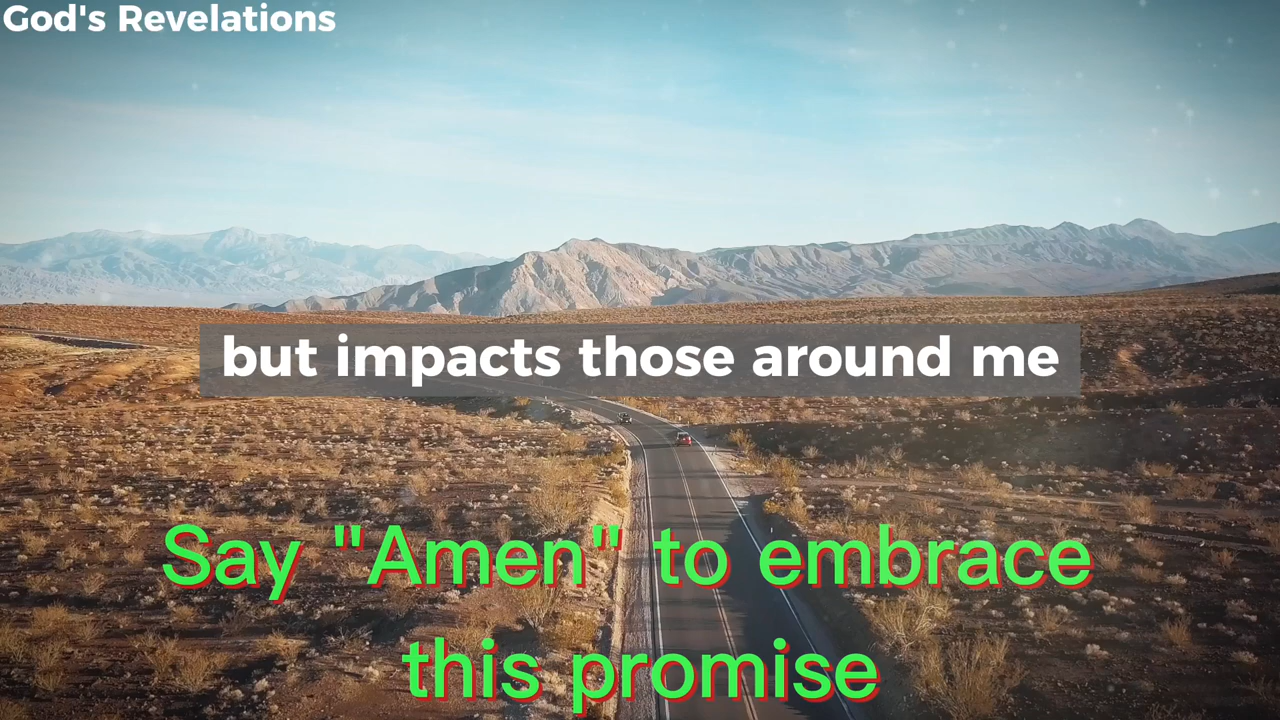 God's Revelations
but impacts those around me
Say "Amen" to embrace
this promise